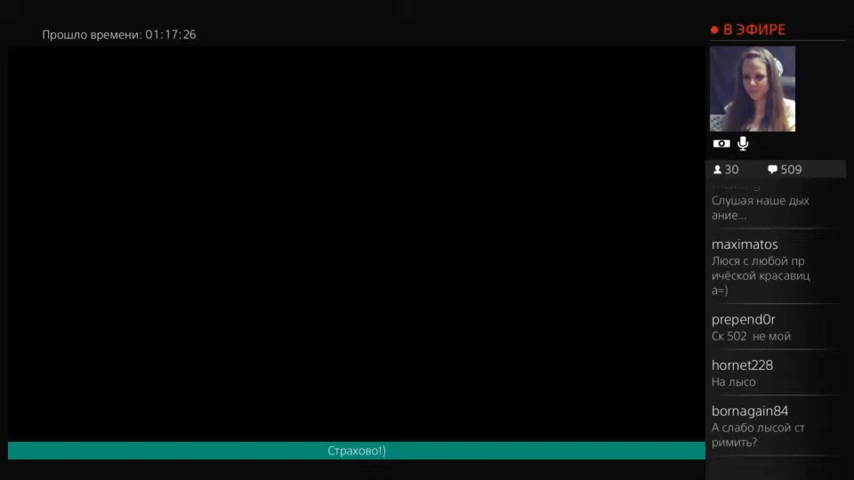 Прошло времени: 01:17:26
В ЭФИРЕ
30 509
Слушая наше дых
ание...
maximatos
Люся с любой пр
ичёской красавиц
а=)
prepend0r
Ск 502 не мой
hornet228
На лысо
bornagain84
А слабо лысой ст
римить?
Страхово!)